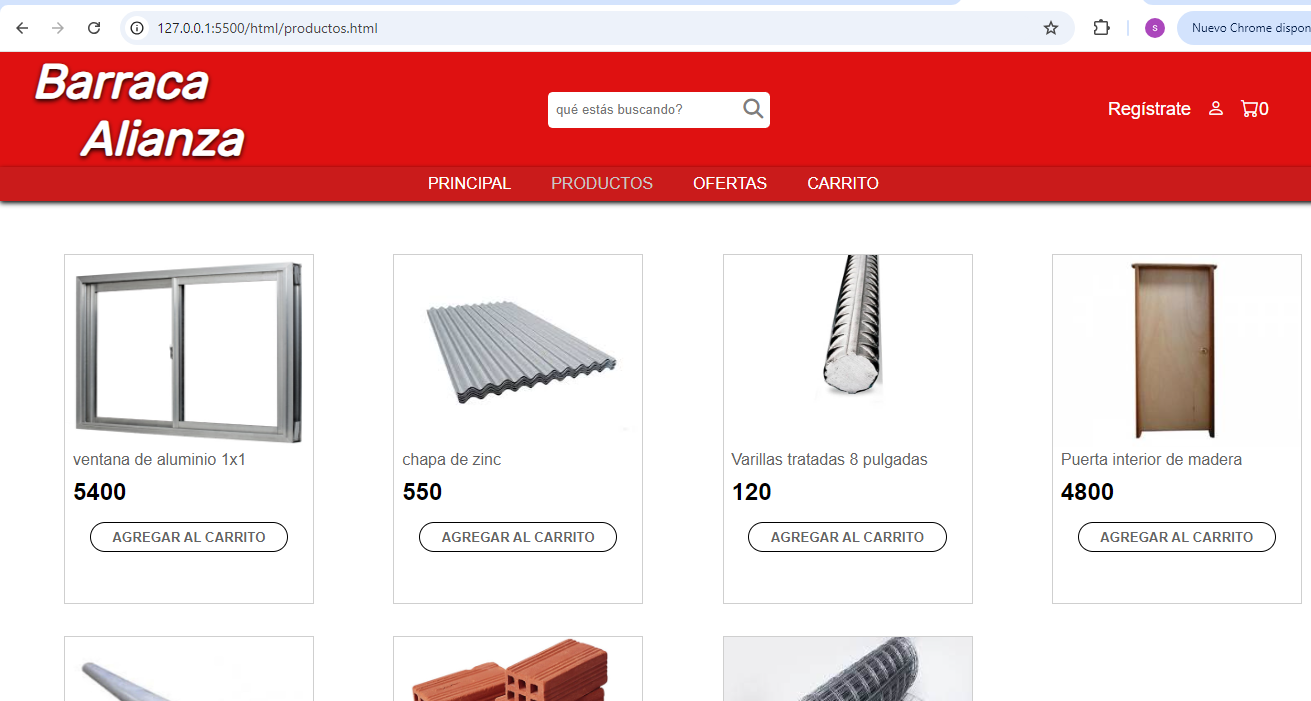 127.0.0.1:5500/html/productos.html
s
Nuevo Chrome dispon
Barraca
Alianza
qué estás buscando?
Regístrate
0
PRINCIPAL PRODUCTOS OFERTAS CARRITO
ventana de aluminio 1x1
5400
AGREGAR AL CARRITO
chapa de zinc
550
AGREGAR AL CARRITO
Varillas tratadas 8 pulgadas
120
AGREGAR AL CARRITO
Puerta interior de madera
4800
AGREGAR AL CARRITO